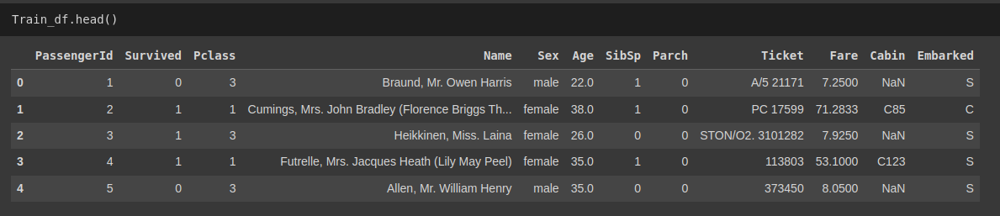 Train_df.head()
PassengerId Survived Pclass Name Sex Age SibSp Parch Ticket Fare Cabin Embarked
0 1 0 3 Braund, Mr. Owen Harris male 22.0 1 0 A/5 21171 7.2500 NaN S
1 2 1 1 Cumings, Mrs. John Bradley (Florence Briggs Th... female 38.0 1 0 PC 17599 71.2833 C85 C
2 3 1 3 Heikkinen, Miss. Laina female 26.0 0 0 STON/O2. 3101282 7.9250 NaN S
3 4 1 1 Futrelle, Mrs. Jacques Heath (Lily May Peel) female 35.0 1 0 113803 53.1000 C123 S
4 5 0 3 Allen, Mr. William Henry male 35.0 0 0 373450 8.0500 NaN S